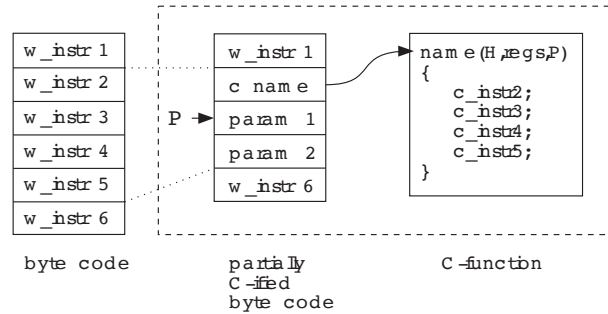 w_instr 1
w_instr 2
w_instr 3
w_instr 4
w_instr 5
w_instr 6
byte code
w_instr 1
c name
P
param 1
param 2
w_instr 6
partially
C-ified
byte code
name(H,regs,P)
{
c_instr2;
c_instr3;
c_instr4;
c_instr5;
}
C-function